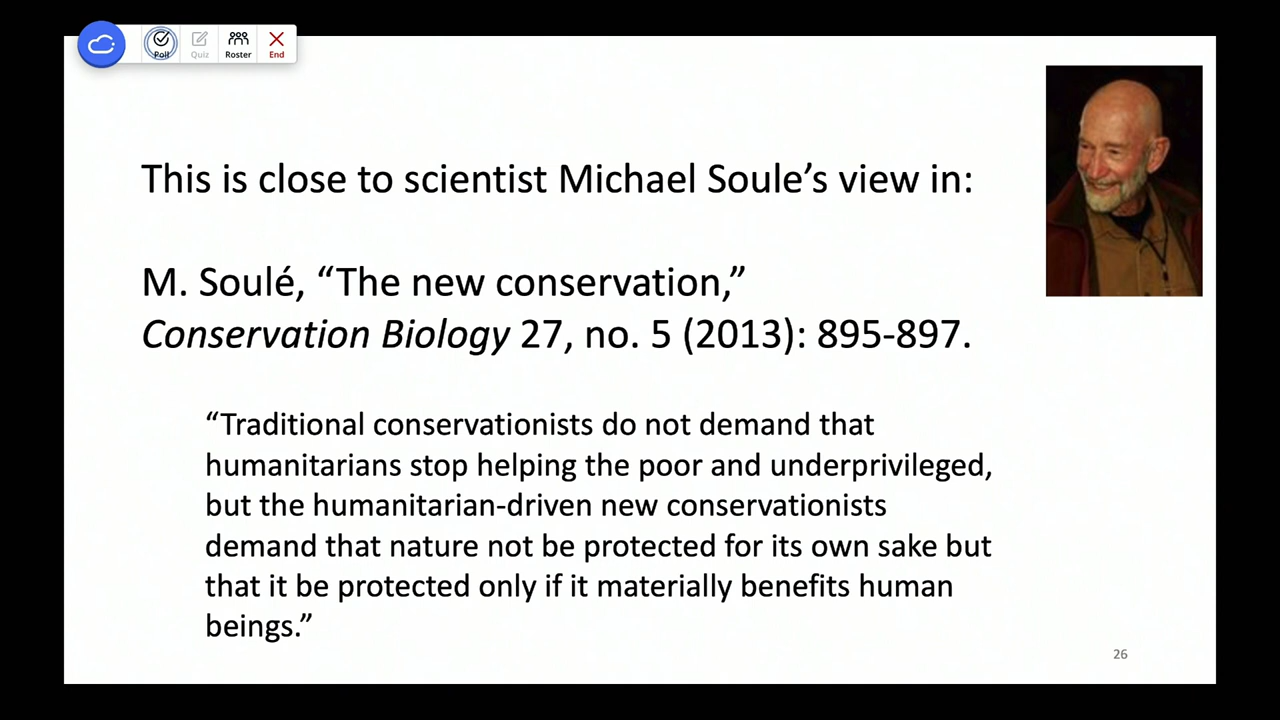 Poll
Quiz
Roster
End
This is close to scientist Michael Soule’s view in:
M. Soulé, “The new conservation,”
Conservation Biology 27, no. 5 (2013): 895-897.
“Traditional conservationists do not demand that
humanitarians stop helping the poor and underprivileged,
but the humanitarian-driven new conservationists
demand that nature not be protected for its own sake but
that it be protected only if it materially benefits human
beings.”
26